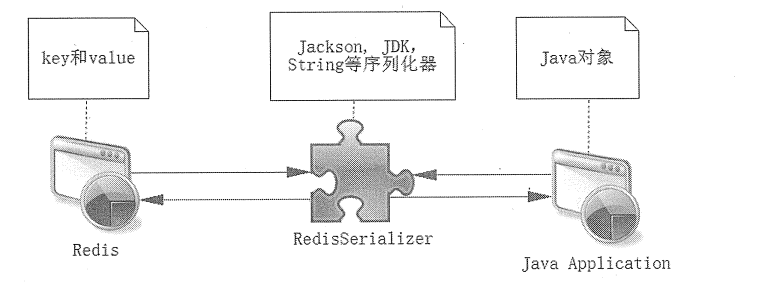 key和value
Jackson, JDK,
String等序列化器
Java对象
Redis
RedisSerializer
Java Application